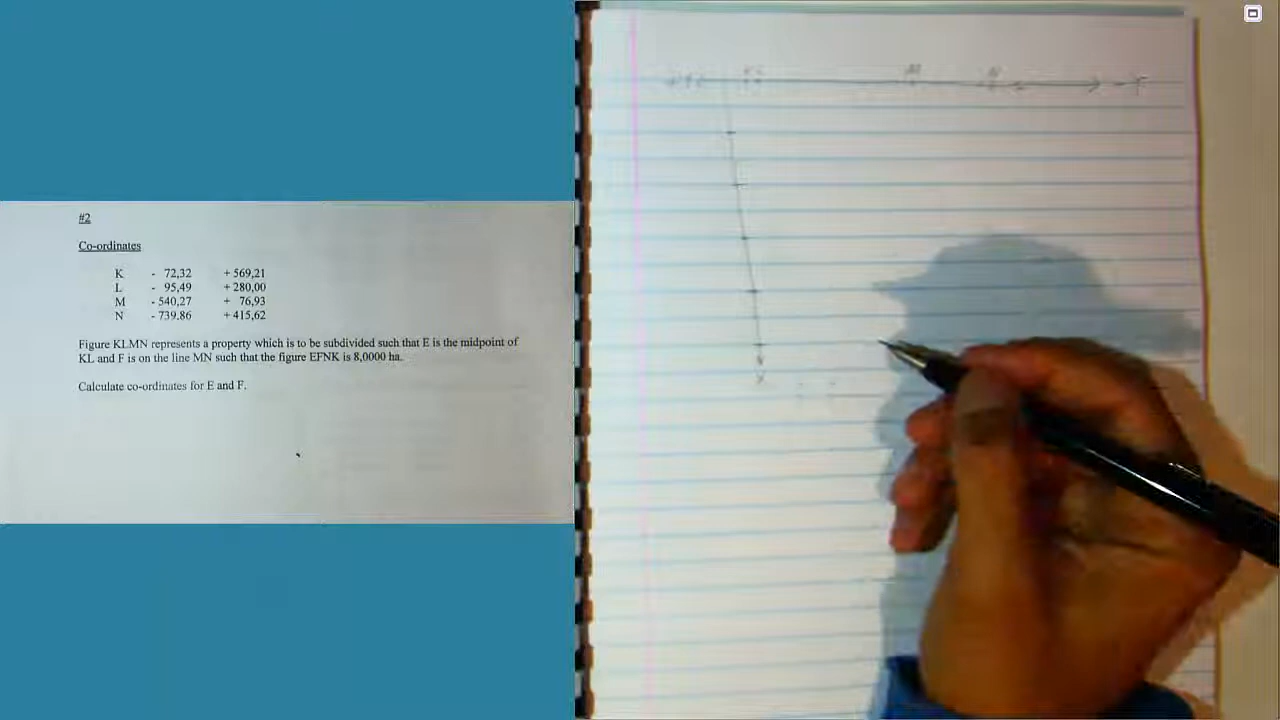 #2
Co-ordinates
K - 72,32 + 569,21
L - 95,49 + 280,00
M - 540,27 + 76,93
N - 739,86 + 415,62
Figure KLMN represents a property which is to be subdivided such that E is the midpoint of
KL and F is on the line MN such that the figure EFNK is 8,0000 ha.
Calculate co-ordinates for E and F.
M
N